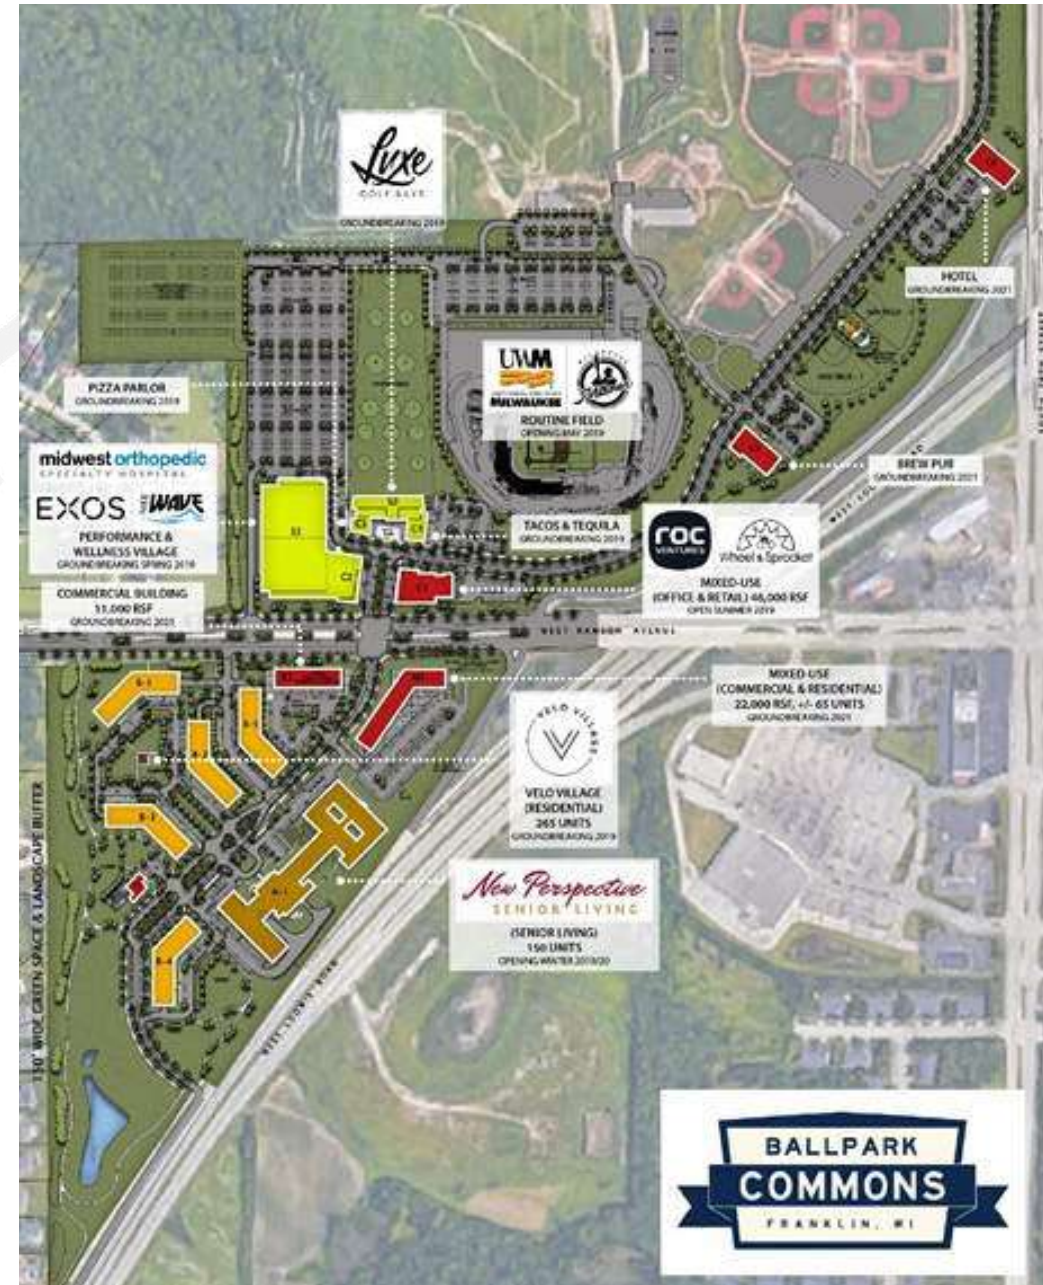 Luxe
GOLF BAYS
GROUNDBREAKING 2019
HOTEL
GROUNDBREAKING 2021
PIZZA PARLOR
GROUNDBREAKING 2019
UWM
MILWAUKEE
ROUTINE FIELD
OPENING MAY 2019
midwest orthopedic
SPECIALTY HOSPITAL
EXOS
WAVE
PERFORMANCE &
WELLNESS VILLAGE
GROUNDBREAKING SPRING 2019
BREW PUB
GROUNDBREAKING 2021
TACOS & TEQUILA
GROUNDBREAKING 2019
roc
VENTURES
Wheel & Sprocket
MIXED-USE
(OFFICE & RETAIL) 46,000 RSF
OPEN SUMMER 2019
COMMERCIAL BUILDING
11,000 RSF
GROUNDBREAKING 2021
WEST RAWSON AVENUE
MIXED-USE
(COMMERCIAL & RESIDENTIAL)
22,000 RSF, +/- 65 UNITS
GROUNDBREAKING 2021
VELO VILLAGE
VELO VILLAGE
(RESIDENTIAL)
265 UNITS
GROUNDBREAKING 2019
New Perspective
SENIOR LIVING
(SENIOR LIVING)
150 UNITS
OPENING WINTER 2019/20
WIDE GREEN SPACE & LANDSCAPE BUFFER
BALLPARK
COMMONS
FRANKLIN, WI